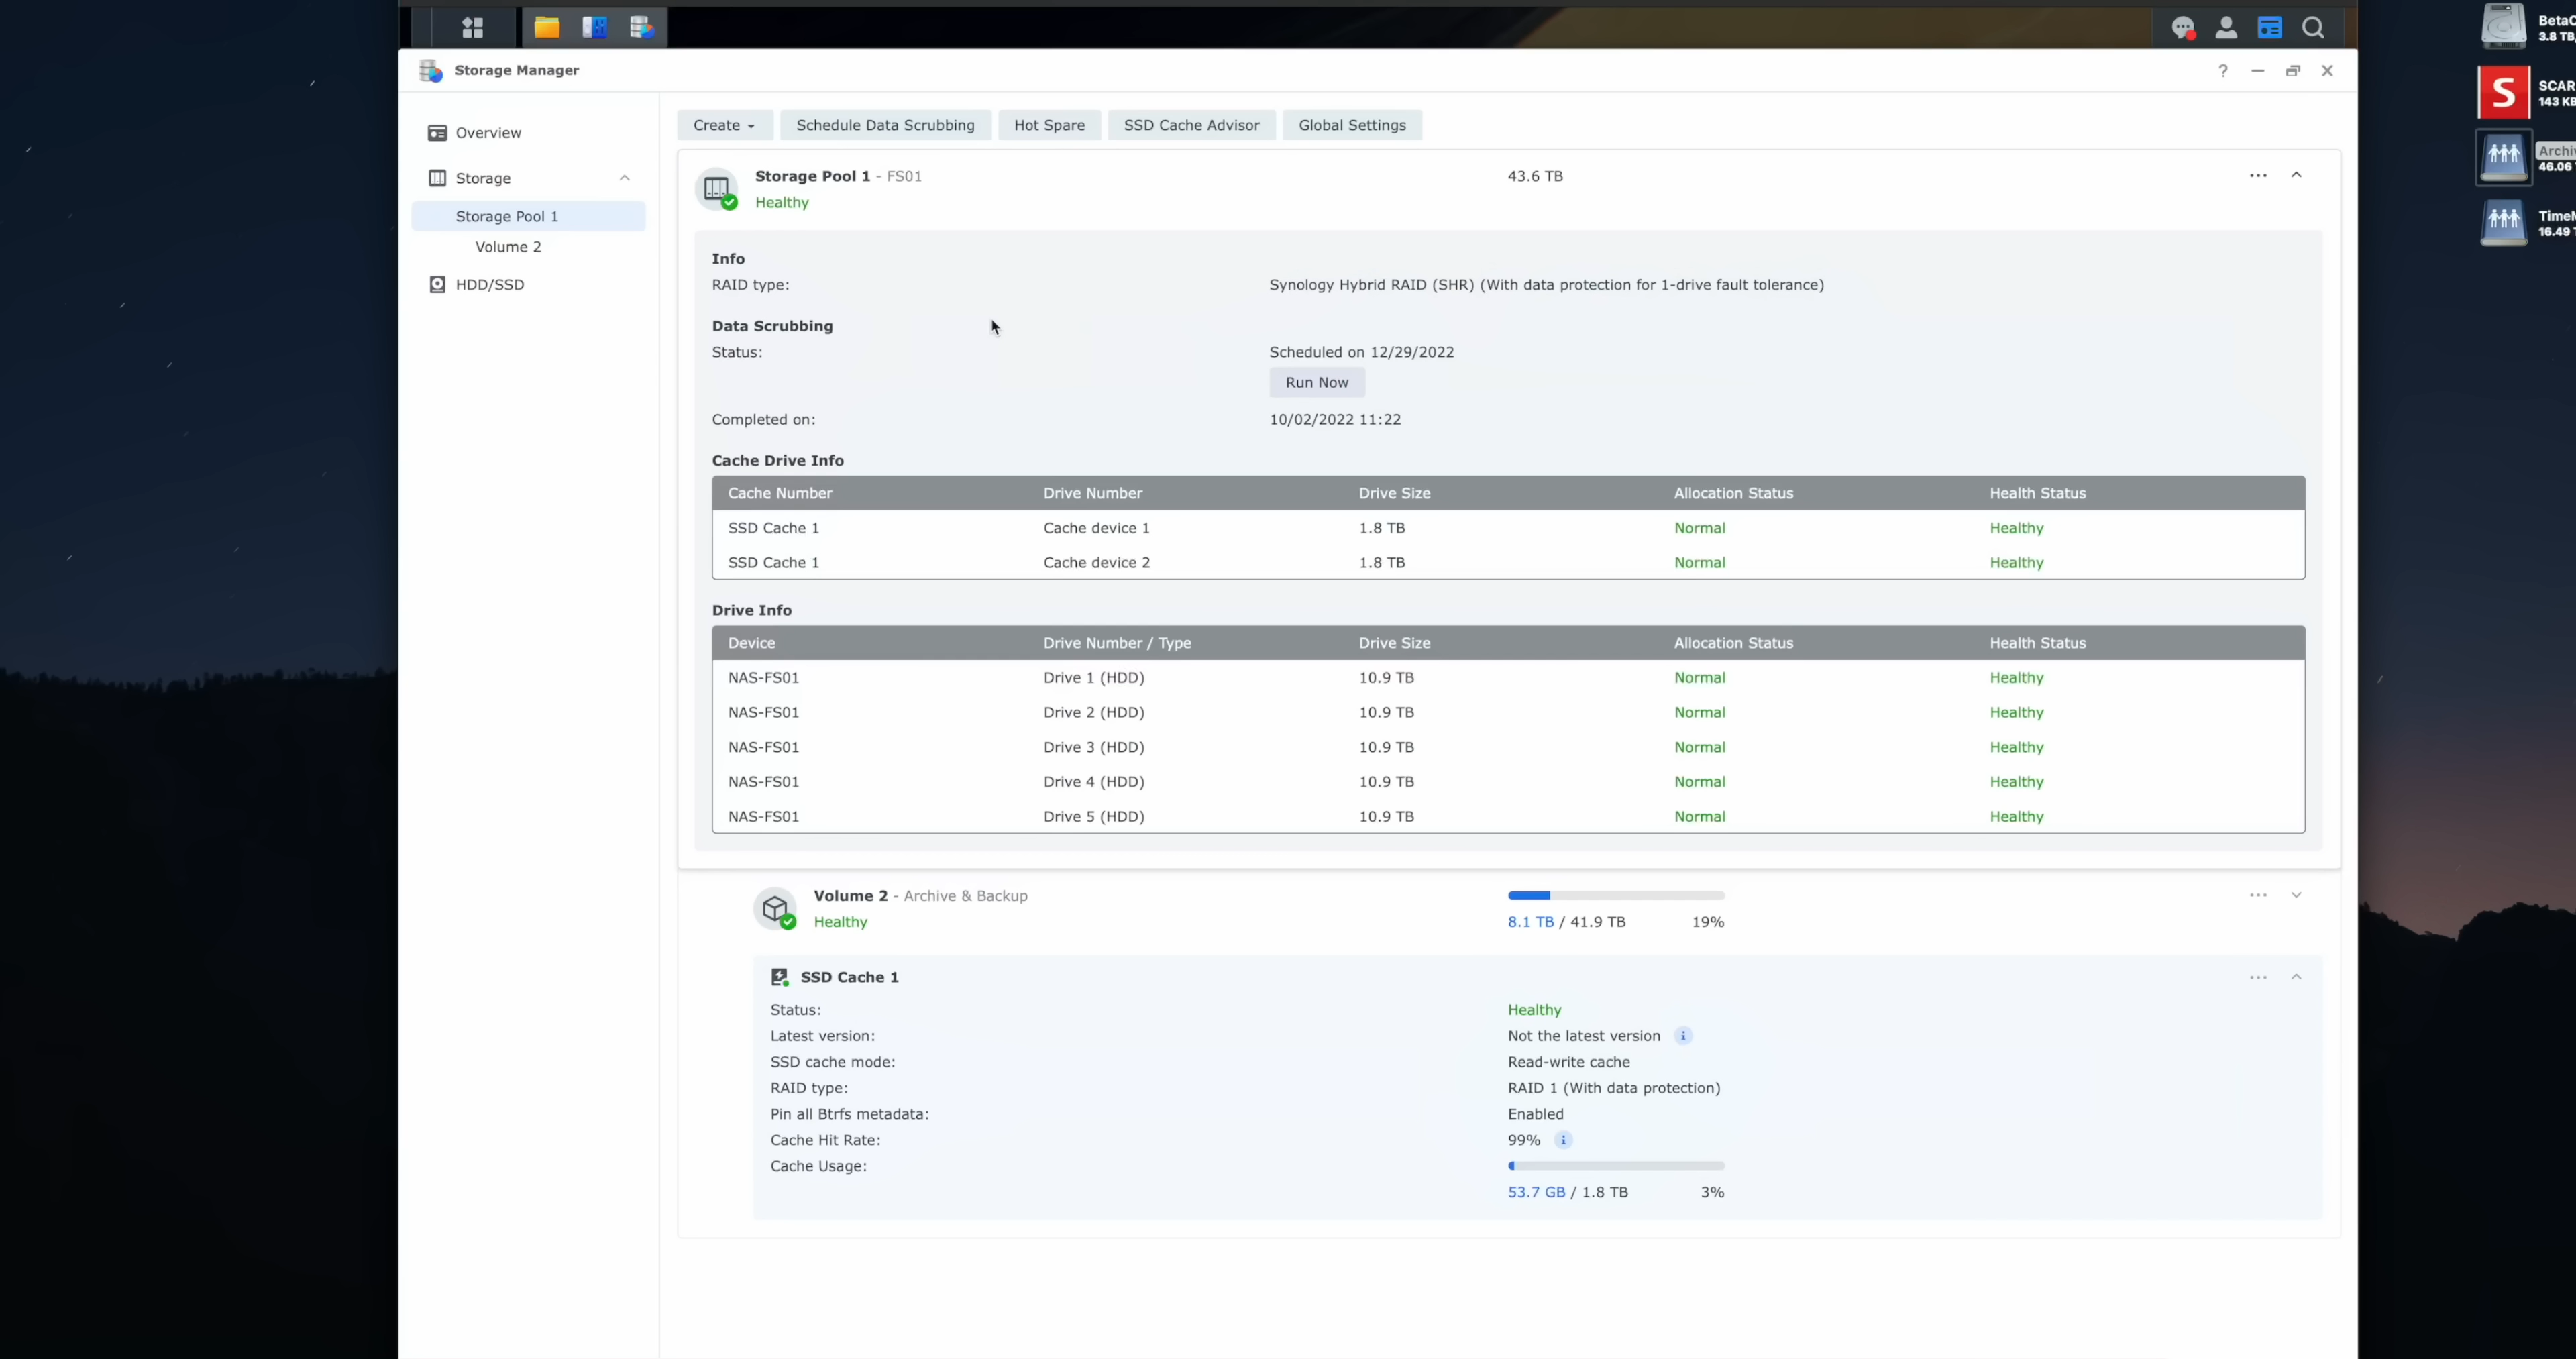 Storage Manager
?
BetaC
3.8 TB,
S
SCAR
143 KB
Archiv
46.06
TimeM
16.49
Overview
Storage
Storage Pool 1
Volume 2
HDD/SSD
Create
Schedule Data Scrubbing
Hot Spare
SSD Cache Advisor
Global Settings
Storage Pool 1 - FS01
43.6 TB
Healthy
Info
RAID type:
Synology Hybrid RAID (SHR) (With data protection for 1-drive fault tolerance)
Data Scrubbing
Status:
Scheduled on 12/29/2022
Run Now
Completed on:
10/02/2022 11:22
Cache Drive Info
Cache Number Drive Number Drive Size Allocation Status Health Status
SSD Cache 1 Cache device 1 1.8 TB Normal Healthy
SSD Cache 1 Cache device 2 1.8 TB Normal Healthy
Drive Info
Device Drive Number / Type Drive Size Allocation Status Health Status
NAS-FS01 Drive 1 (HDD) 10.9 TB Normal Healthy
NAS-FS01 Drive 2 (HDD) 10.9 TB Normal Healthy
NAS-FS01 Drive 3 (HDD) 10.9 TB Normal Healthy
NAS-FS01 Drive 4 (HDD) 10.9 TB Normal Healthy
NAS-FS01 Drive 5 (HDD) 10.9 TB Normal Healthy
Volume 2 - Archive & Backup
Healthy
8.1 TB / 41.9 TB 19%
SSD Cache 1
Status: Healthy
Latest version: Not the latest version i
SSD cache mode: Read-write cache
RAID type: RAID 1 (With data protection)
Pin all Btrfs metadata: Enabled
Cache Hit Rate: 99% i
Cache Usage:
53.7 GB / 1.8 TB 3%